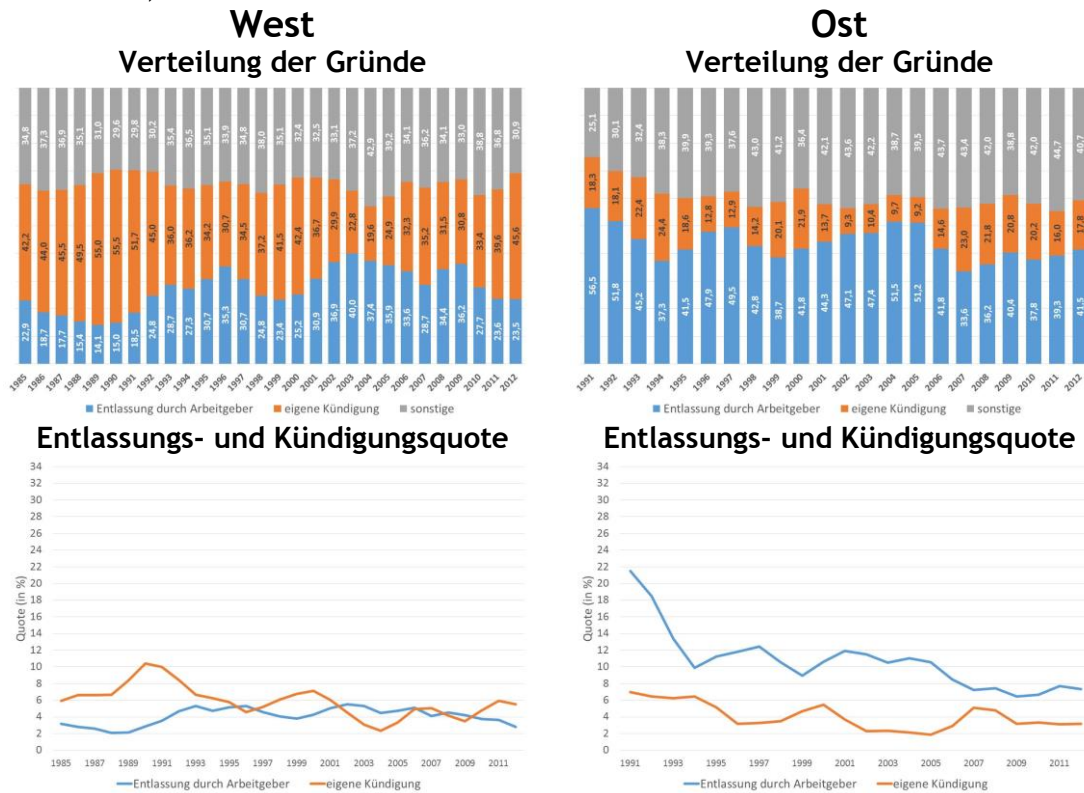 West
Verteilung der Gründe
34,8 37,3 36,9 35,1 31,0 29,6 29,8 30,2 35,4 36,5 35,1 33,9 34,8 38,0 35,1 32,4 32,5 33,1 37,2 42,9 39,2 34,1 36,2 34,1 33,0 38,8 36,8 30,9
42,2 44,0 45,5 49,5 55,0 55,5 51,7 45,0 36,0 36,2 34,2 30,7 34,5 37,2 41,5 42,4 36,7 29,9 22,8 19,6 24,9 32,3 35,2 31,5 30,8 33,4 39,6 45,6
22,9 18,7 17,7 15,4 14,1 15,0 18,5 24,8 28,7 27,3 30,7 35,3 30,7 24,8 23,4 25,2 30,9 36,9 40,0 37,4 35,9 33,6 28,7 34,4 36,2 27,7 23,6 23,5
1985 1986 1987 1988 1989 1990 1991 1992 1993 1994 1995 1996 1997 1998 1999 2000 2001 2002 2003 2004 2005 2006 2007 2008 2009 2010 2011 2012
Entlassung durch Arbeitgeber eigene Kündigung sonstige
Ost
Verteilung der Gründe
25,1 30,1 32,4 38,3 39,9 39,3 37,6 43,0 41,2 36,4 42,1 43,6 42,2 38,7 39,5 43,7 43,4 42,0 38,8 42,0 44,7 40,7
18,3 18,1 22,4 24,4 18,6 12,8 12,9 14,2 20,1 21,9 13,7 9,3 10,4 9,7 9,2 14,6 23,0 21,8 20,8 20,2 16,0 17,8
56,5 51,8 45,2 37,3 41,5 47,9 49,5 42,8 38,7 41,8 44,3 47,1 47,4 51,5 51,2 41,8 33,6 36,2 40,4 37,8 39,3 41,5
1991 1992 1993 1994 1995 1996 1997 1998 1999 2000 2001 2002 2003 2004 2005 2006 2007 2008 2009 2010 2011 2012
Entlassung durch Arbeitgeber eigene Kündigung sonstige
Entlassungs- und Kündigungsquote
Quote (in %)
34
32
30
28
26
24
22
20
18
16
14
12
10
8
6
4
2
0
1985 1987 1989 1991 1993 1995 1997 1999 2001 2003 2005 2007 2009 2011
Entlassung durch Arbeitgeber eigene Kündigung
Entlassungs- und Kündigungsquote
Quote (in %)
34
32
30
28
26
24
22
20
18
16
14
12
10
8
6
4
2
0
1991 1993 1995 1997 1999 2001 2003 2005 2007 2009 2011
Entlassung durch Arbeitgeber eigene Kündigung